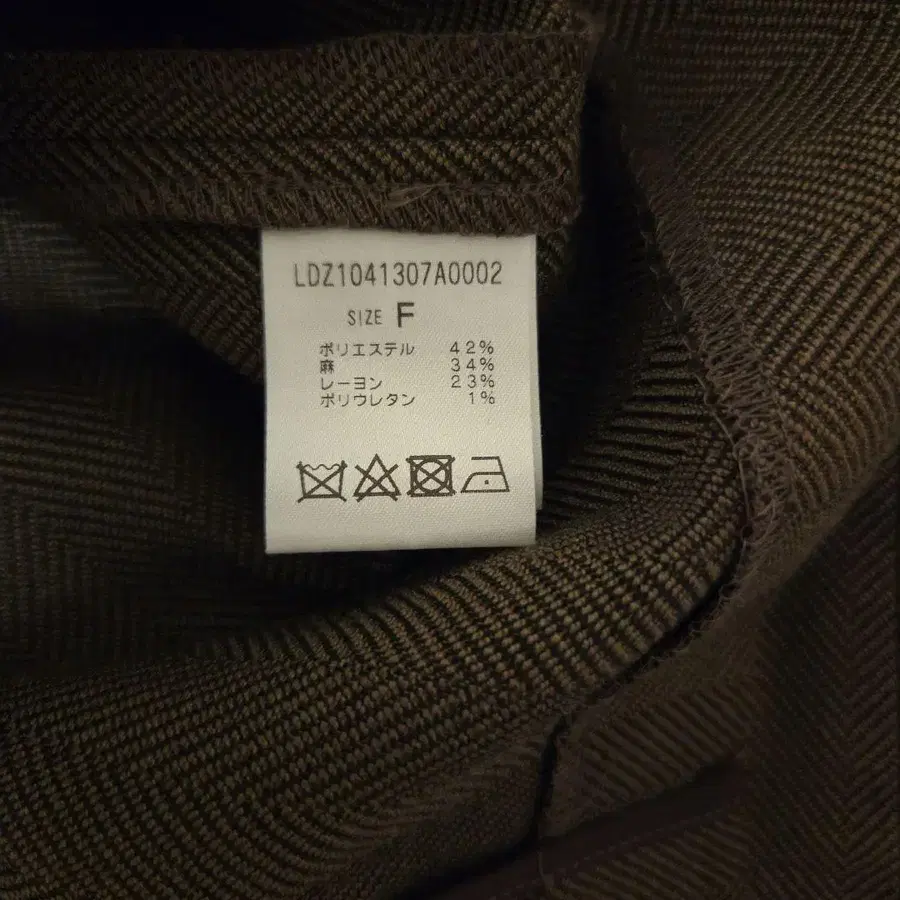 LDZ1041307A0002
SIZE F
ポリエステル 42%
麻 34%
レーヨン 23%
ポリウレタン 1%